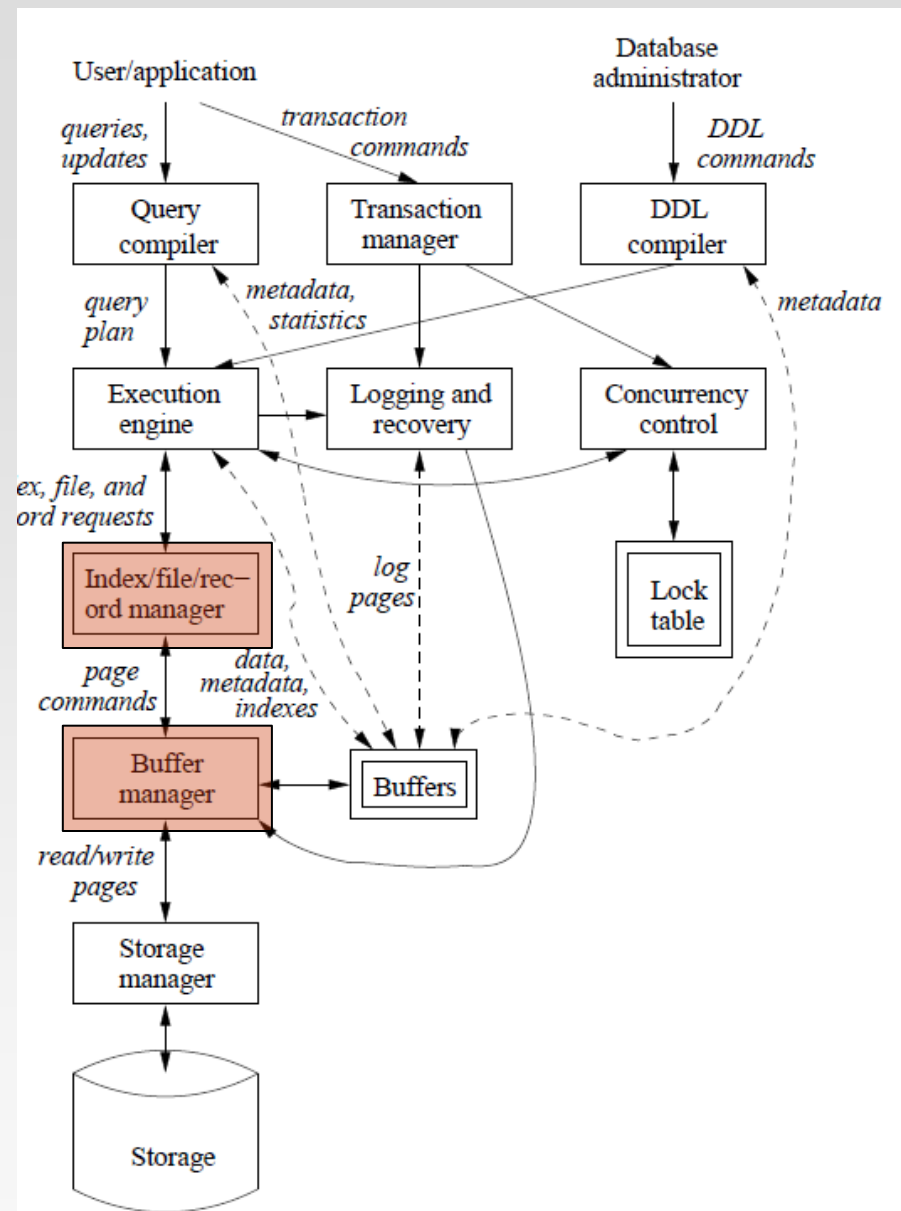 User/application
Database
administrator
queries,
updates
transaction
commands
DDL
commands
Query
compiler
Transaction
manager
DDL
compiler
query
plan
metadata,
statistics
metadata
Execution
engine
Logging and
recovery
Concurrency
control
ex, file, and
ord requests
Index/file/rec–
ord manager
log
pages
Lock
table
page
commands
data,
metadata,
indexes
Buffer
manager
Buffers
read/write
pages
Storage
manager
Storage